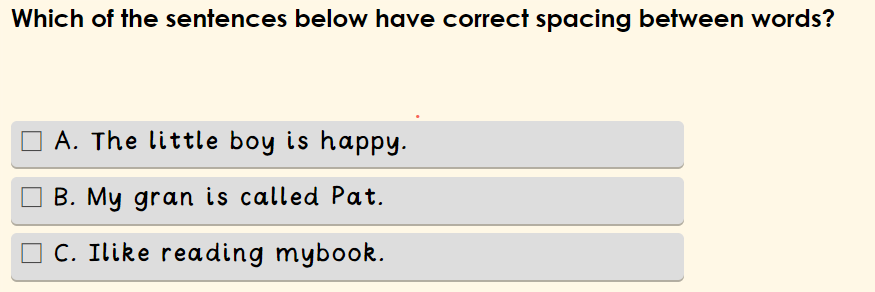 Which of the sentences below have correct spacing between words?
A. The little boy is happy.
B. My gran is called Pat.
C. Ilike reading mybook.